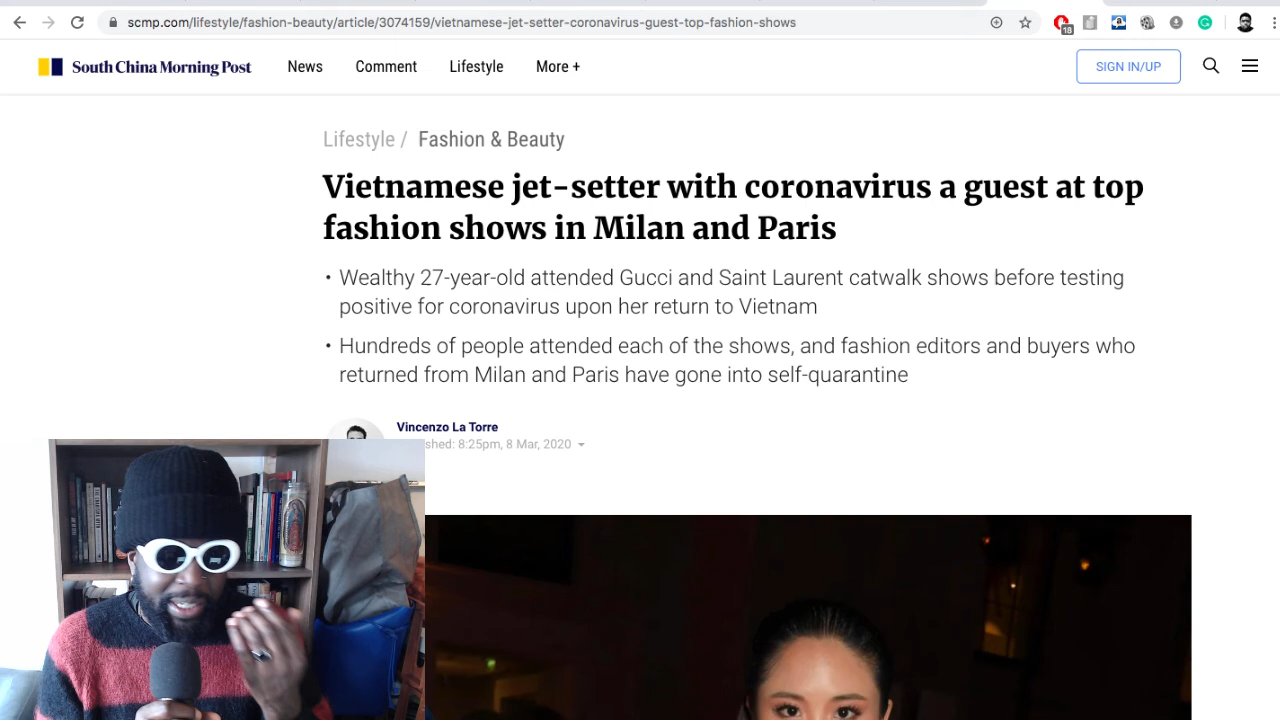 scmp.com/lifestyle/fashion-beauty/article/3074159/vietnamese-jet-setter-coronavirus-guest-top-fashion-shows
18
South China Morning Post
News Comment Lifestyle More +
SIGN IN/UP
Lifestyle / Fashion & Beauty
Vietnamese jet-setter with coronavirus a guest at top
fashion shows in Milan and Paris
• Wealthy 27-year-old attended Gucci and Saint Laurent catwalk shows before testing
positive for coronavirus upon her return to Vietnam
• Hundreds of people attended each of the shows, and fashion editors and buyers who
returned from Milan and Paris have gone into self-quarantine
Vincenzo La Torre
shed: 8:25pm, 8 Mar, 2020